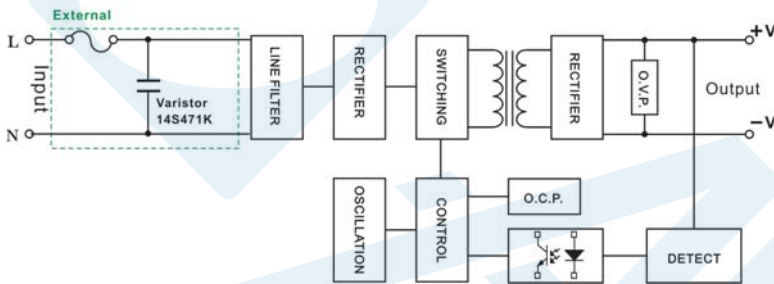 External
L
Input
N
Varistor
14S471K
LINE FILTER
RECTIFIER
SWITCHING
RECTIFIER
O.V.P.
+V
Output
−V
OSCILLATION
CONTROL
O.C.P.
DETECT